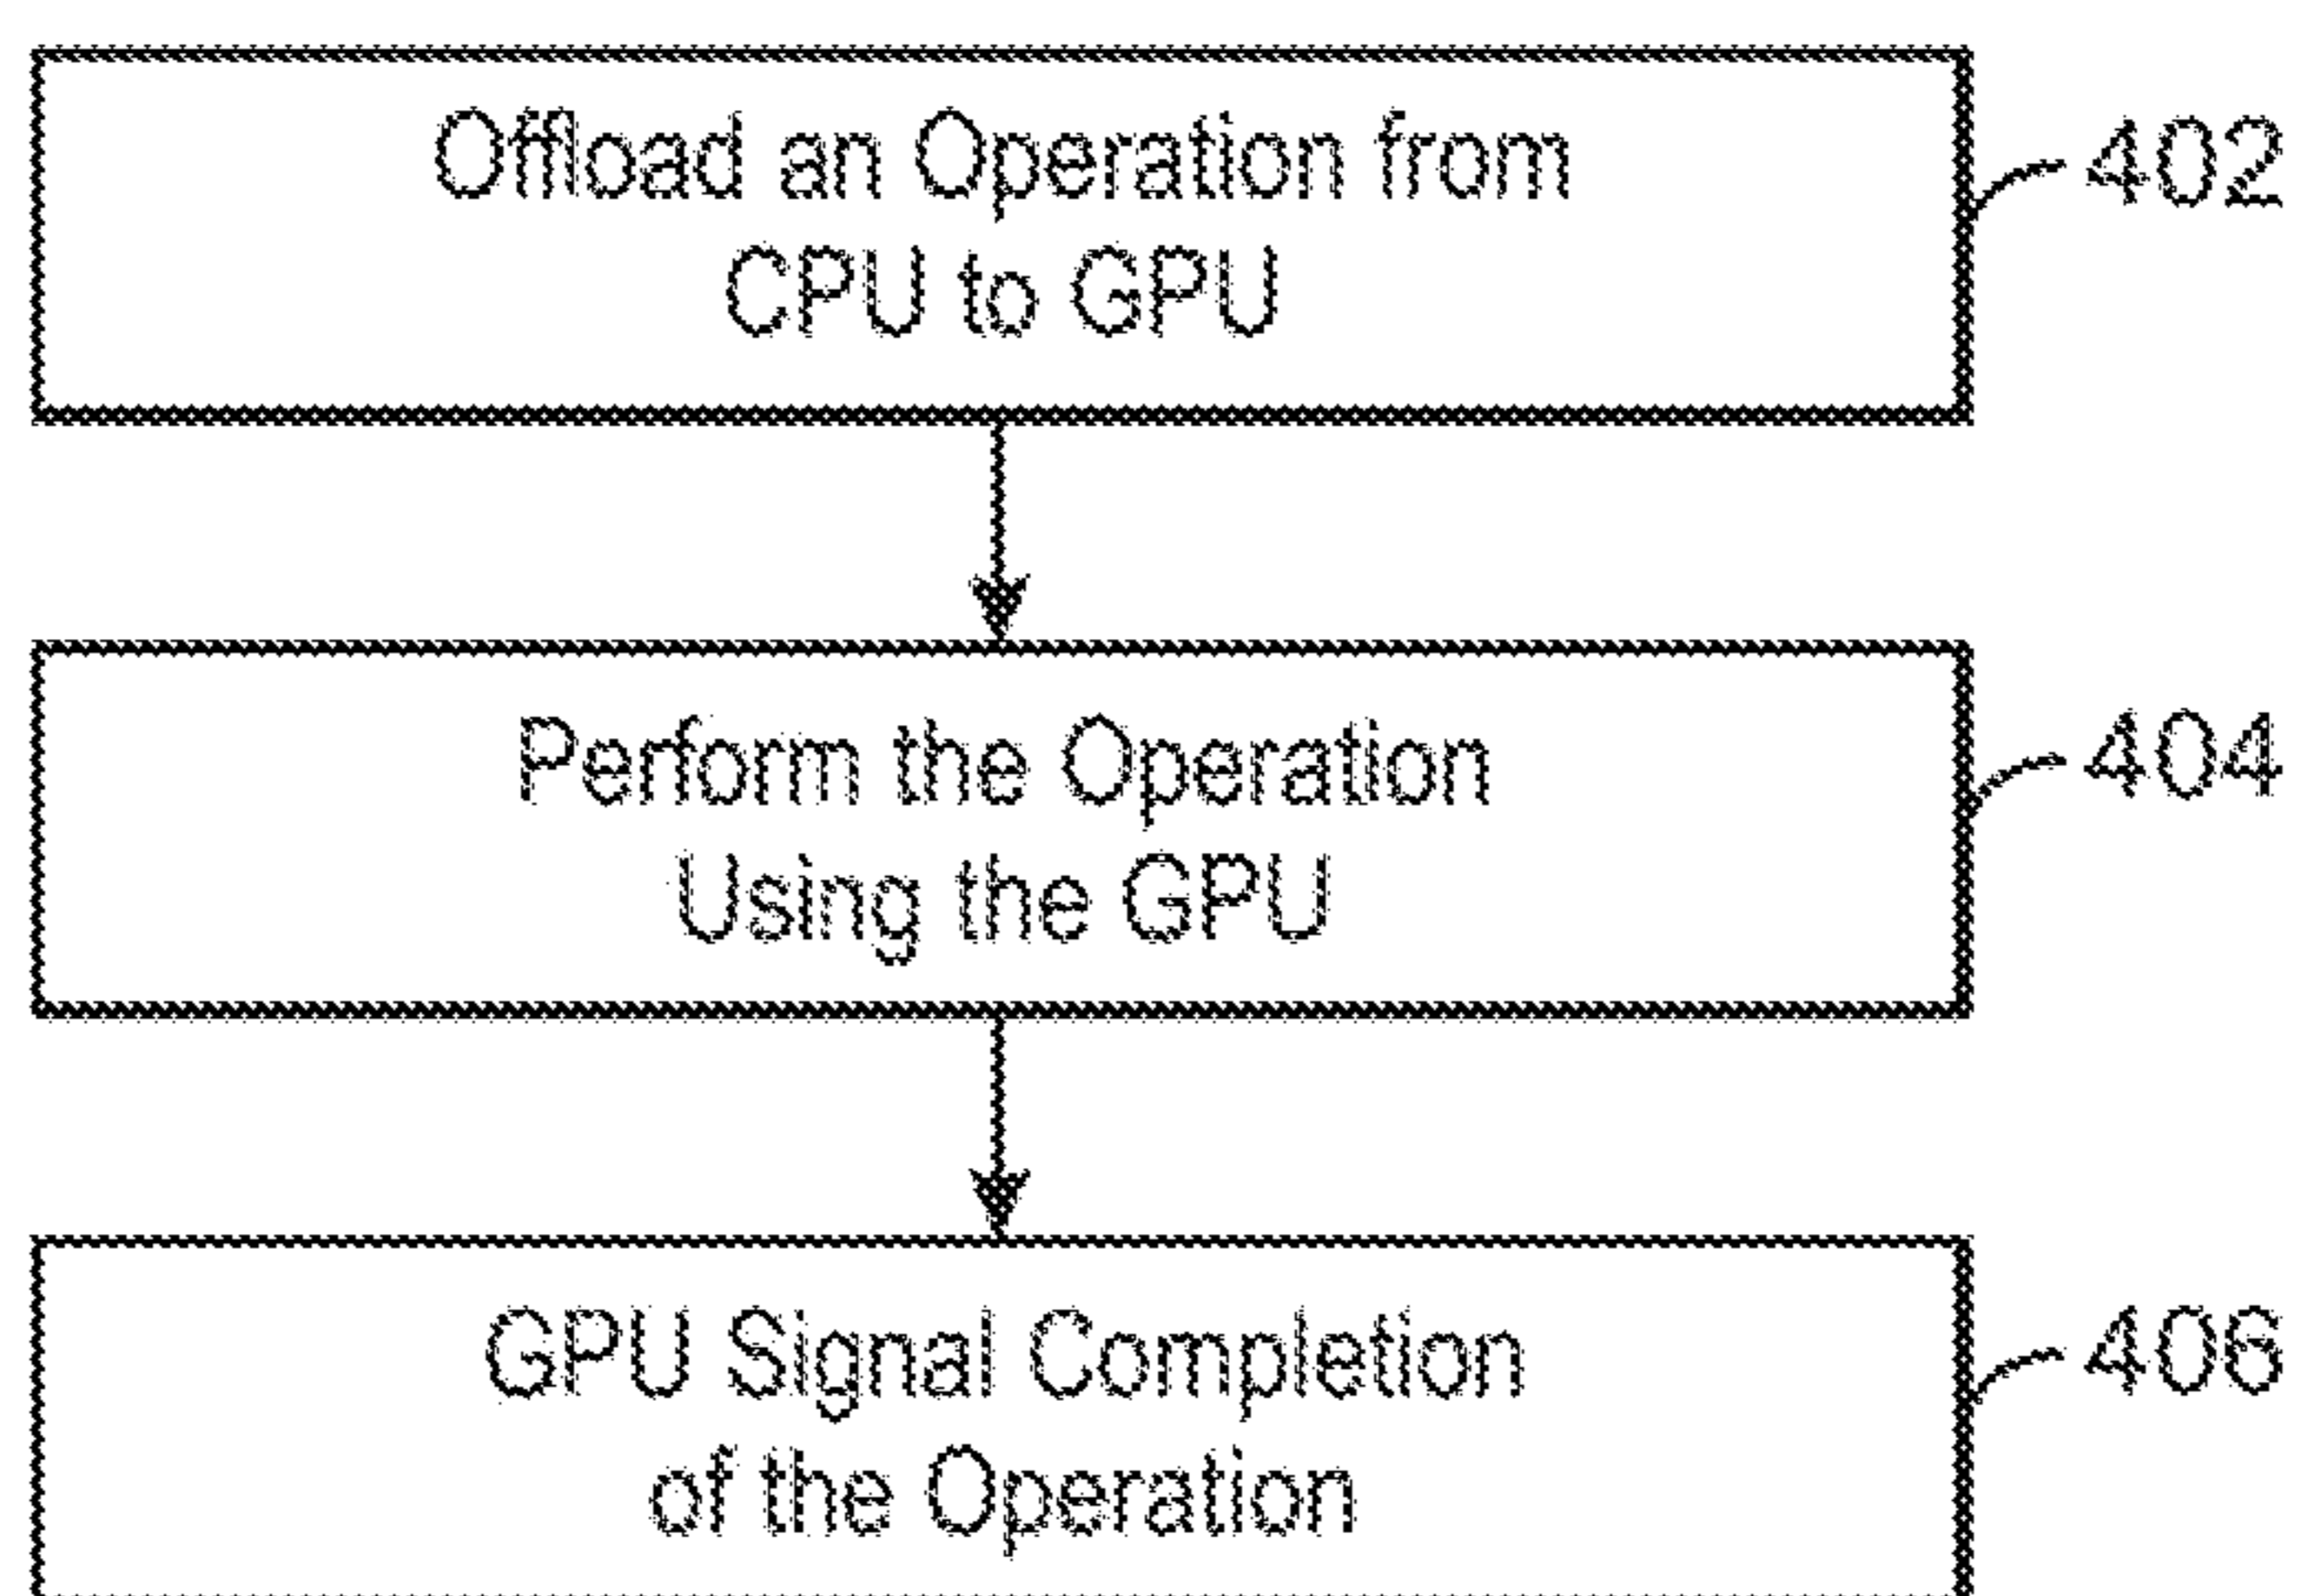 Offload an Operation from
CPU to GPU
402
Perform the Operation
Using the GPU
404
GPU Signal Completion
of the Operation
406